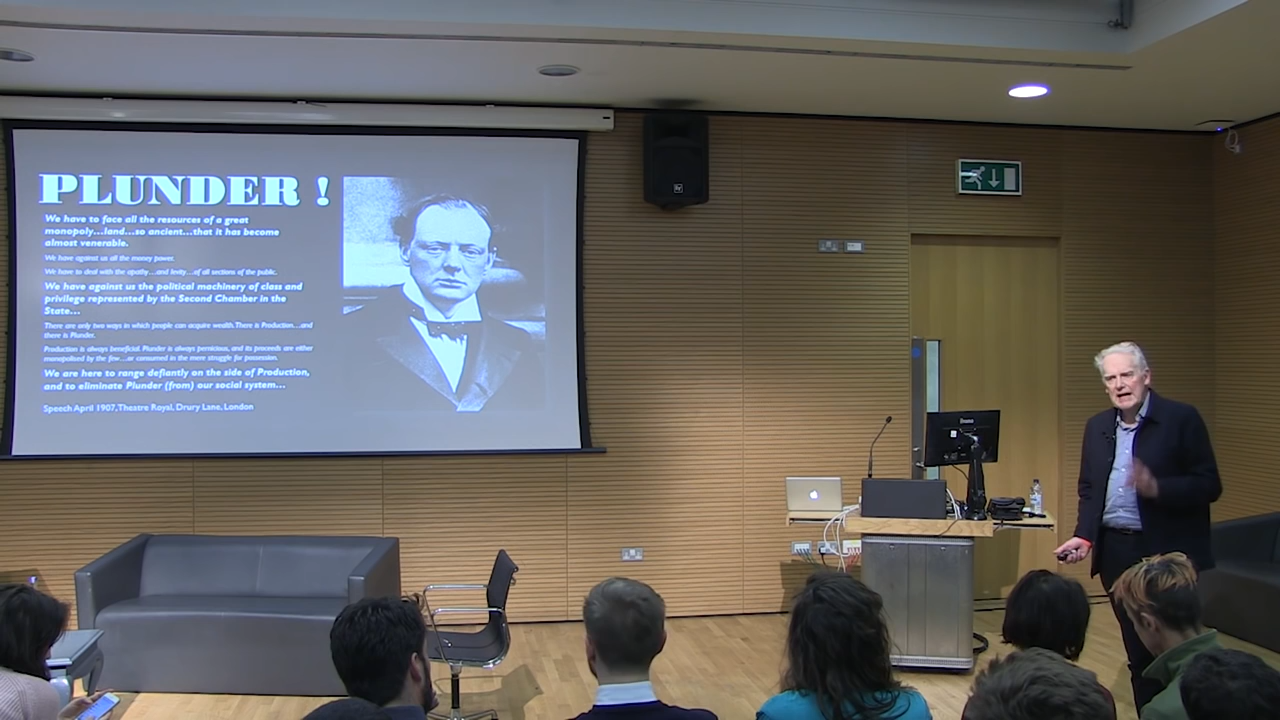 PLUNDER !
We have to face all the resources of a great
monopoly...land...so ancient...that it has become
almost venerable.
We have against us all the money power.
We have to deal with the apathy...and levity...of all sections of the public.
We have against us the political machinery of class and
privilege represented by the Second Chamber in the
State...
There are only two ways in which people can acquire wealth. There is Production...and
there is Plunder.
Production is always beneficial. Plunder is always pernicious, and its proceeds are either
monopolised by the few...or consumed in the mere struggle for possession.
We are here to range defiantly on the side of Production,
and to eliminate Plunder (from) our social system...
Speech April 1907, Theatre Royal, Drury Lane, London